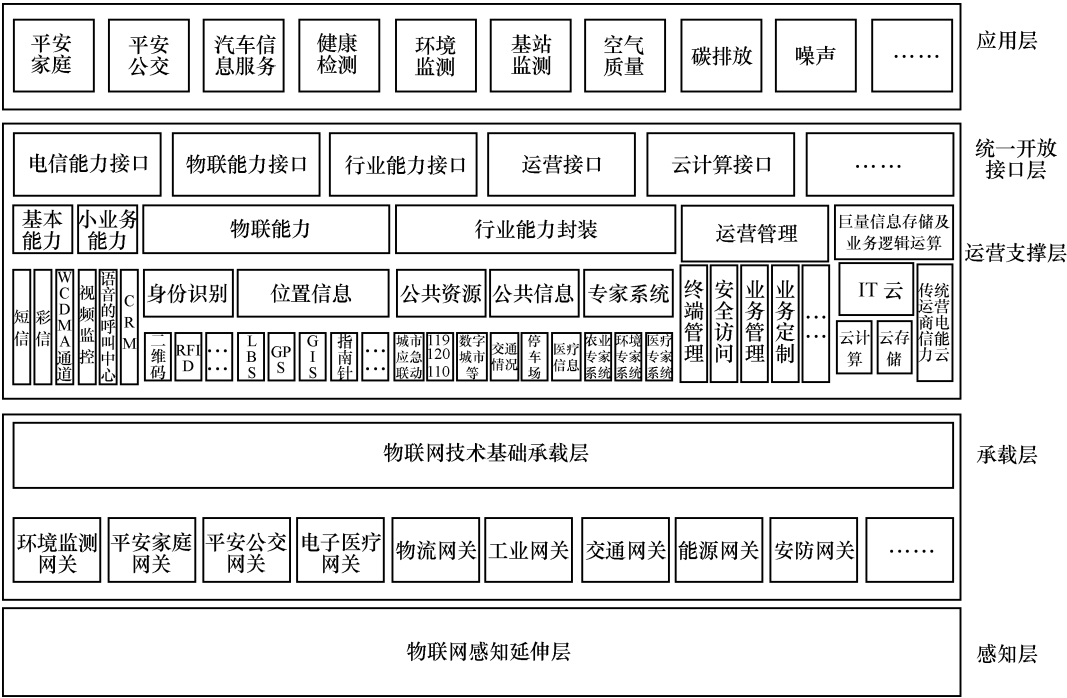 平安
家庭
平安
公交
汽车信
息服务
健康
检测
环境
监测
基站
监测
空气
质量
碳排放
噪声
……
应用层
电信能力接口
物联能力接口
行业能力接口
运营接口
云计算接口
……
统一开放
接口层
基本
能力
小业务
能力
物联能力
行业能力封装
运营管理
巨量信息存储及
业务逻辑运算
运营支撑层
短信
彩信
WCDMA通道
视频监控
语音的呼叫中心
CRM
身份识别
位置信息
公共资源
公共信息
专家系统
二维码
RFI
D
……
LBS
GP
S
GIS
指南针
……
城市
应急
联动
119
120
110
数字
城市
等
交通
情况
停车场
医疗
信息
农业
专家
系统
环境
专家
系统
医疗
专家
系统
终端管理
安全访问
业务管理
业务定制
……
IT 云
云计
算
云存
储
传运商信力
统营电能云
物联网技术基础承载层
承载层
环境监测
网关
平安家庭
网关
平安公交
网关
电子医疗
网关
物流网关
工业网关
交通网关
能源网关
安防网关
……
物联网感知延伸层
感知层